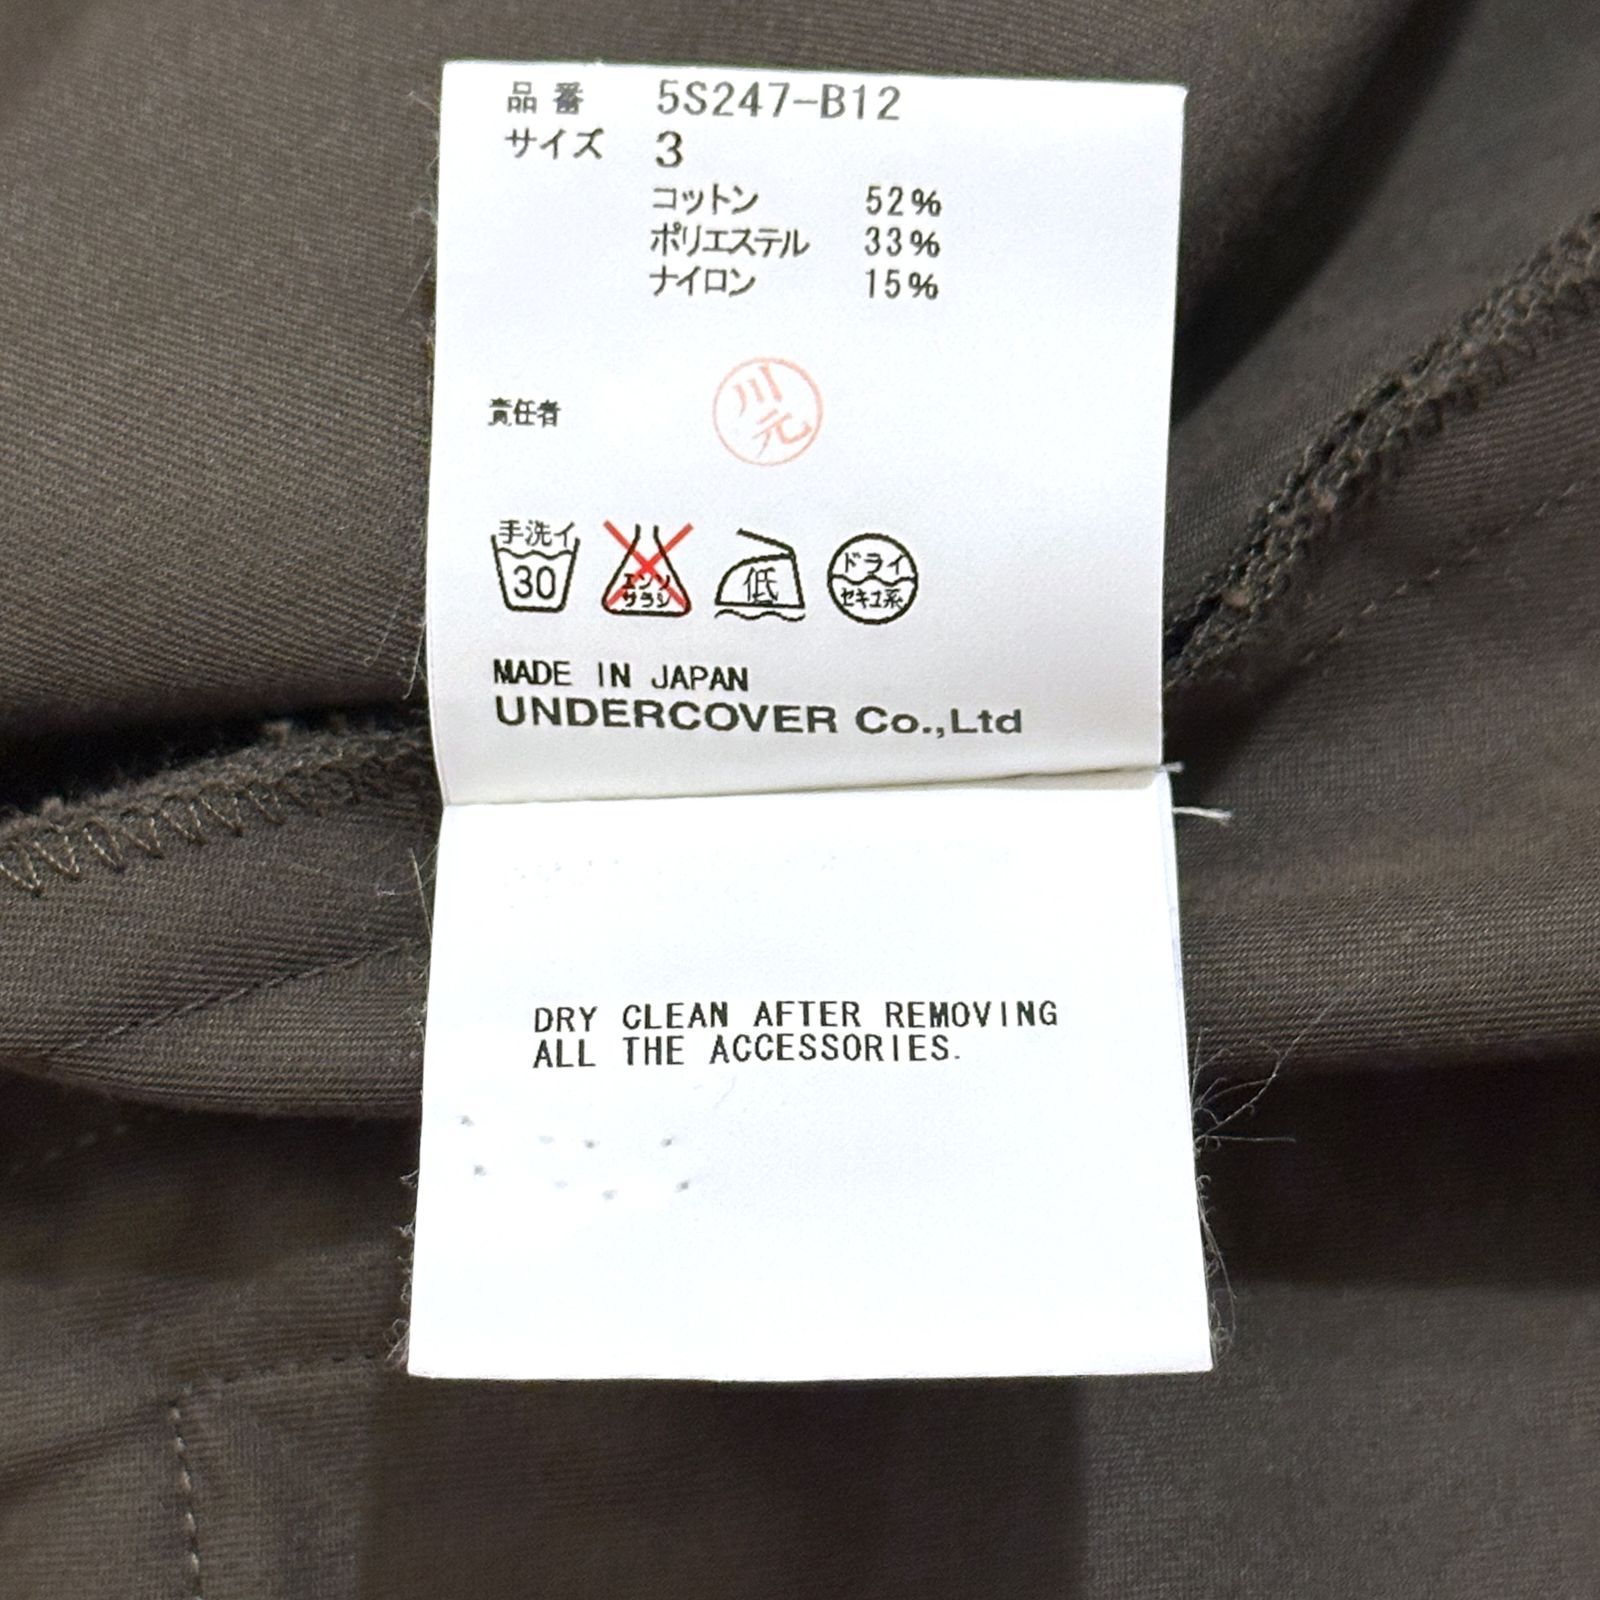 品番 5S247-B12
サイズ 3
コットン 52%
ポリエステル 33%
ナイロン 15%
責任者 川元
手洗イ
30
エンソ
サラシ
低
ドライ
セキユ系
MADE IN JAPAN
UNDERCOVER Co.,Ltd
DRY CLEAN AFTER REMOVING
ALL THE ACCESSORIES.